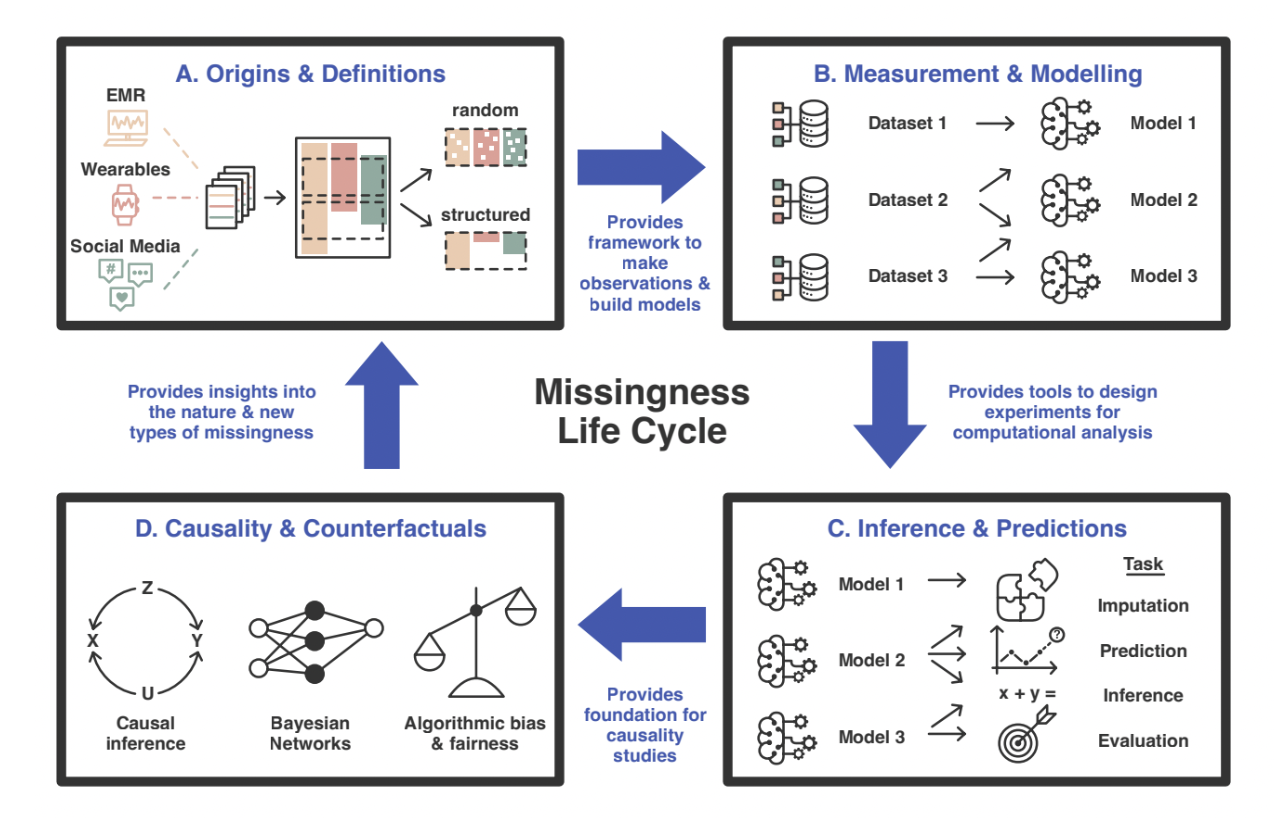 A. Origins & Definitions
EMR
Wearables
Social Media
#
random
structured
Provides
framework to
make
observations &
build models
B. Measurement & Modelling
Dataset 1
Model 1
Dataset 2
Model 2
Dataset 3
Model 3
Provides insights into
the nature & new
types of missingness
Missingness
Life Cycle
Provides tools to design
experiments for
computational analysis
D. Causality & Counterfactuals
Z
X
Y
U
Causal
inference
Bayesian
Networks
Algorithmic bias
& fairness
Provides
foundation for
causality
studies
C. Inference & Predictions
Task
Model 1
Imputation
?
Model 2
Prediction
x + y =
Inference
Model 3
Evaluation